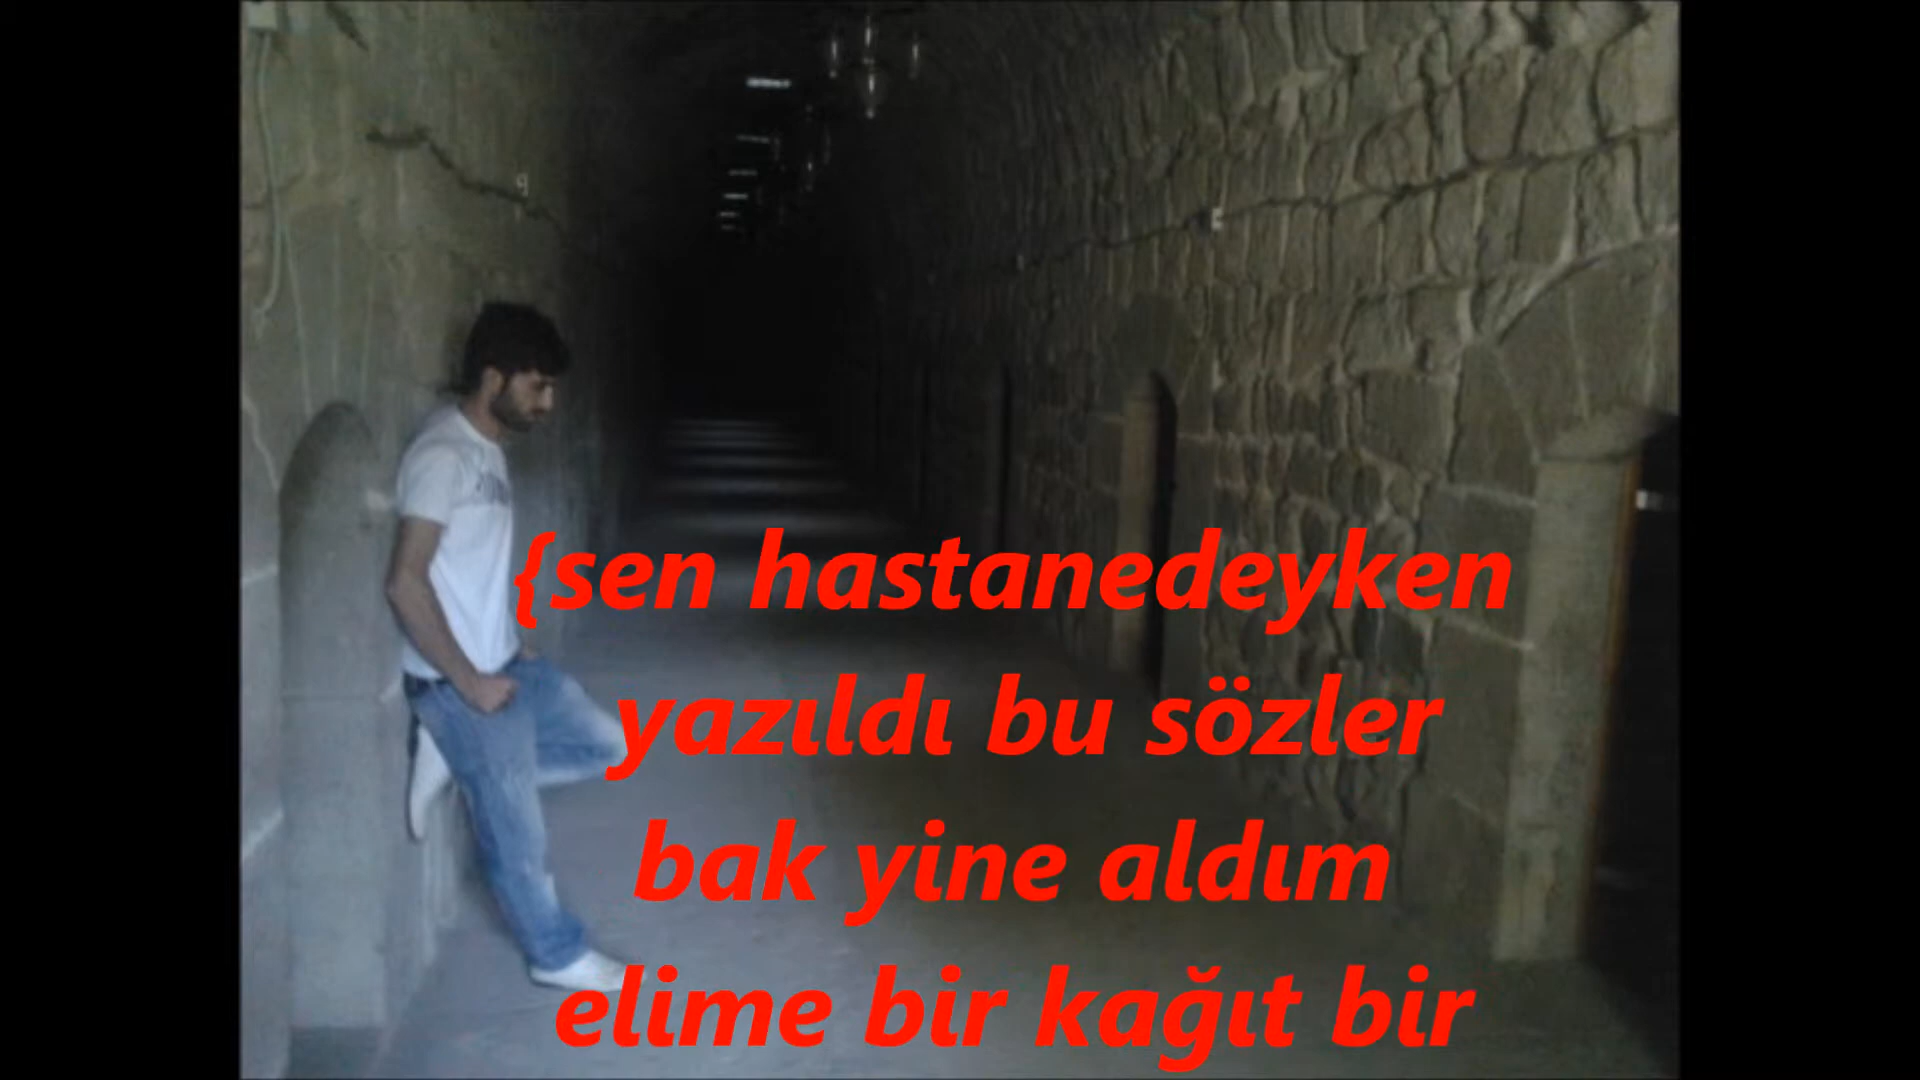 {sen hastanedeyken
yazıldı bu sözler
bak yine aldım
elime bir kağıt bir